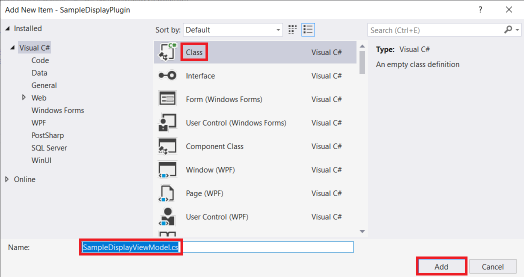 Add New Item - SampleDisplayPlugin
Installed
Visual C#
Code
Data
General
Web
Windows Forms
WPF
PostSharp
SQL Server
WinUI
Online
Sort by: Default
Class Visual C#
Interface Visual C#
Form (Windows Forms) Visual C#
User Control (Windows Forms) Visual C#
Component Class Visual C#
Window (WPF) Visual C#
Page (WPF) Visual C#
User Control (WPF) Visual C#
Search (Ctrl+E)
Type: Visual C#
An empty class definition
Name: SampleDisplayViewModel.cs
Add Cancel